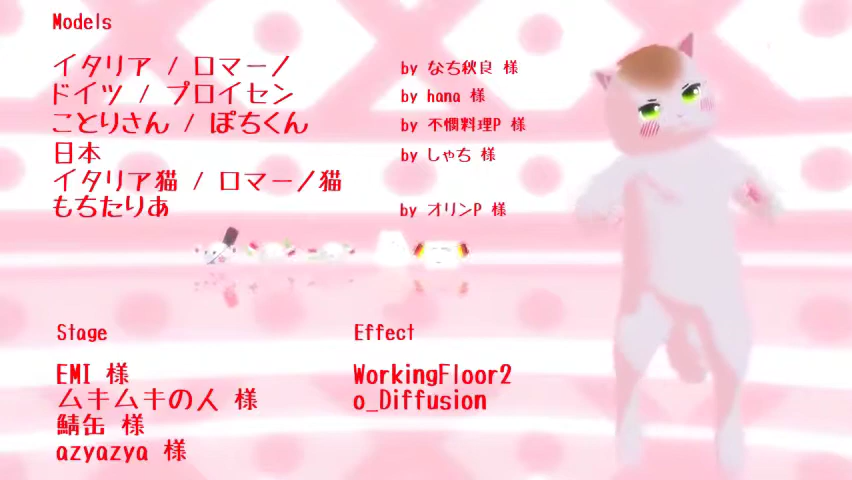 Models
イタリア / ロマーノ by なち秋良 様
ドイツ / プロイセン by hana 様
ことりさん / ぽちくん by 不憫料理P 様
日本 by しゃち 様
イタリア猫 / ロマーノ猫
もちたりあ by オリンP 様
Stage
EMI 様
ムキムキの人 様
鯖缶 様
azyazya 様
Effect
WorkingFloor2
o_Diffusion